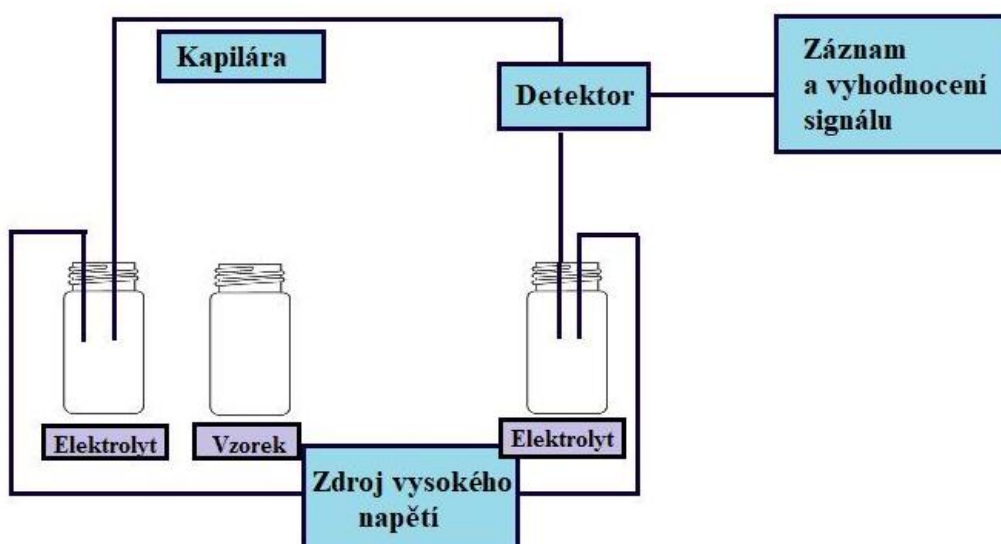 Kapilára
Detektor
Záznam
a vyhodnocení
signálu
Elektrolyt
Vzorek
Elektrolyt
Zdroj vysokého
napětí